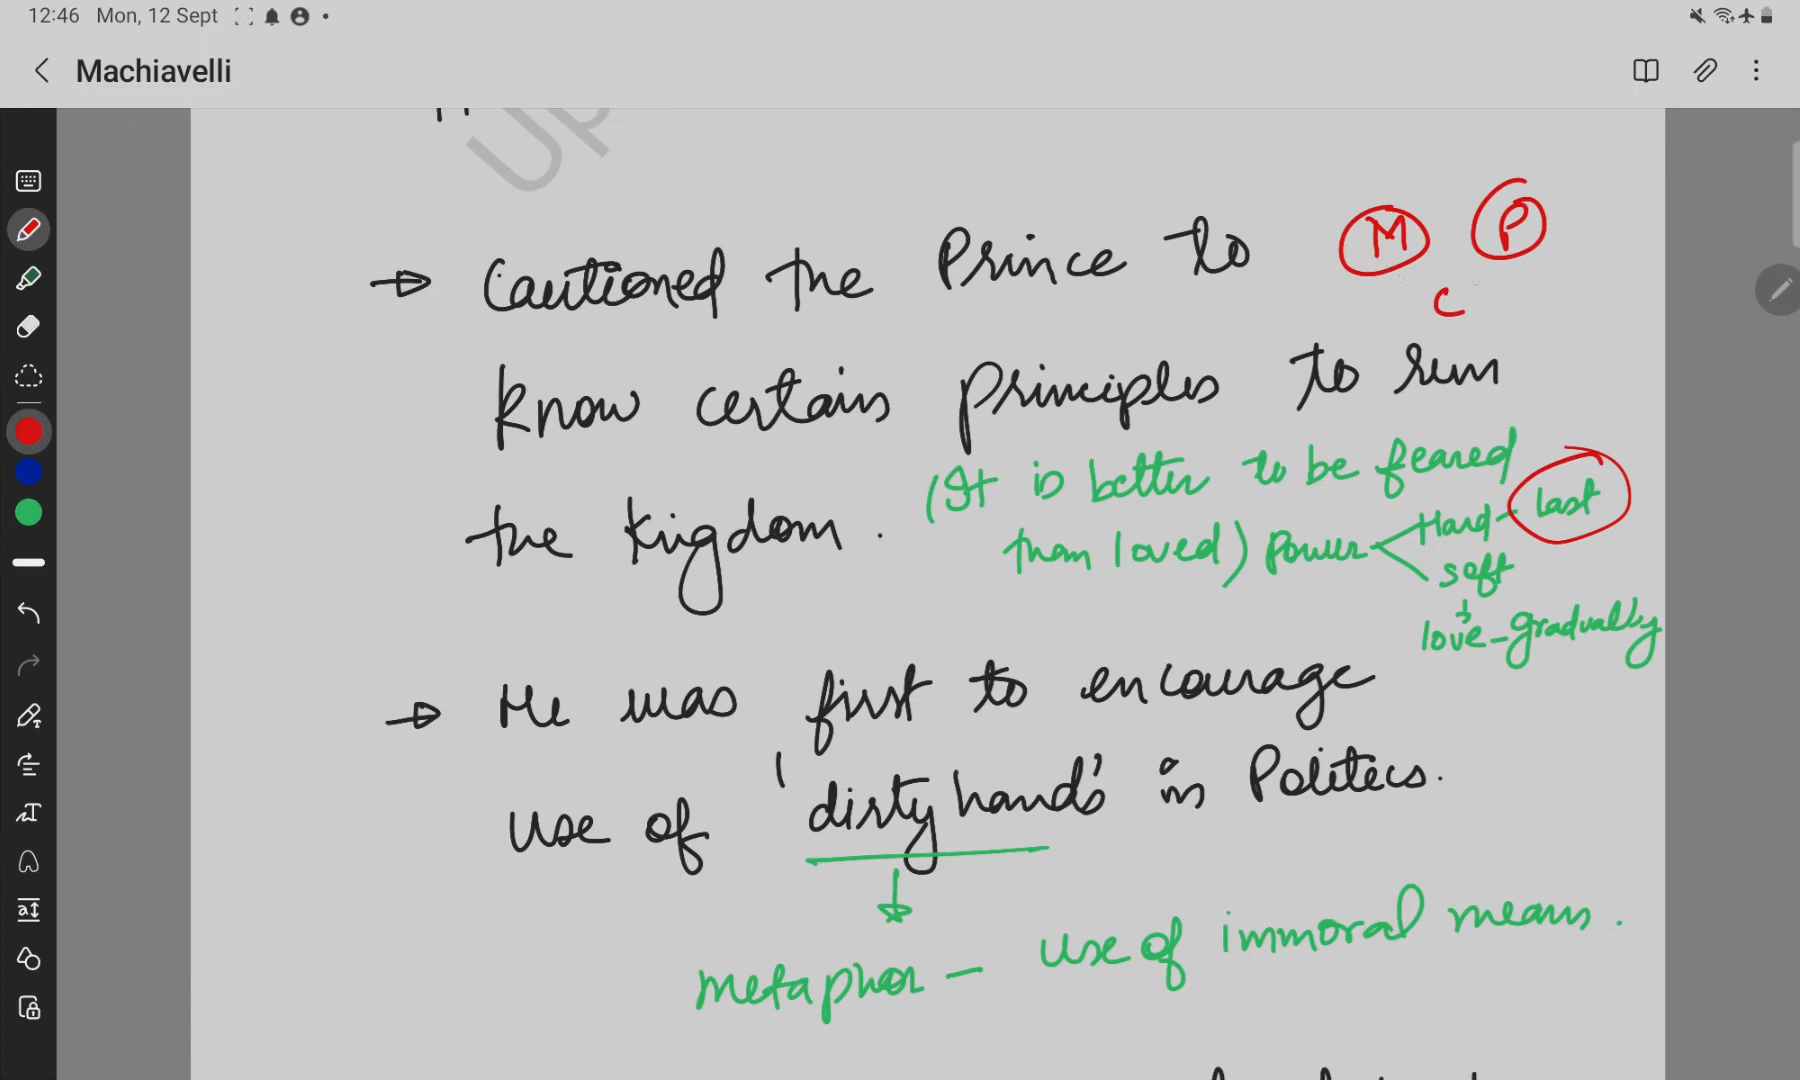 12:46 Mon, 12 Sept
Machiavelli
Up
→ Cautioned the Prince to
M P
C
know certain principles to run
(It is better to be feared
the Kigdom.
than loved) Power
Hard - last
soft
love - gradually
→ He was first to encourage
use of 'dirty hands' in Politics.
metaphor - use of immoral means.